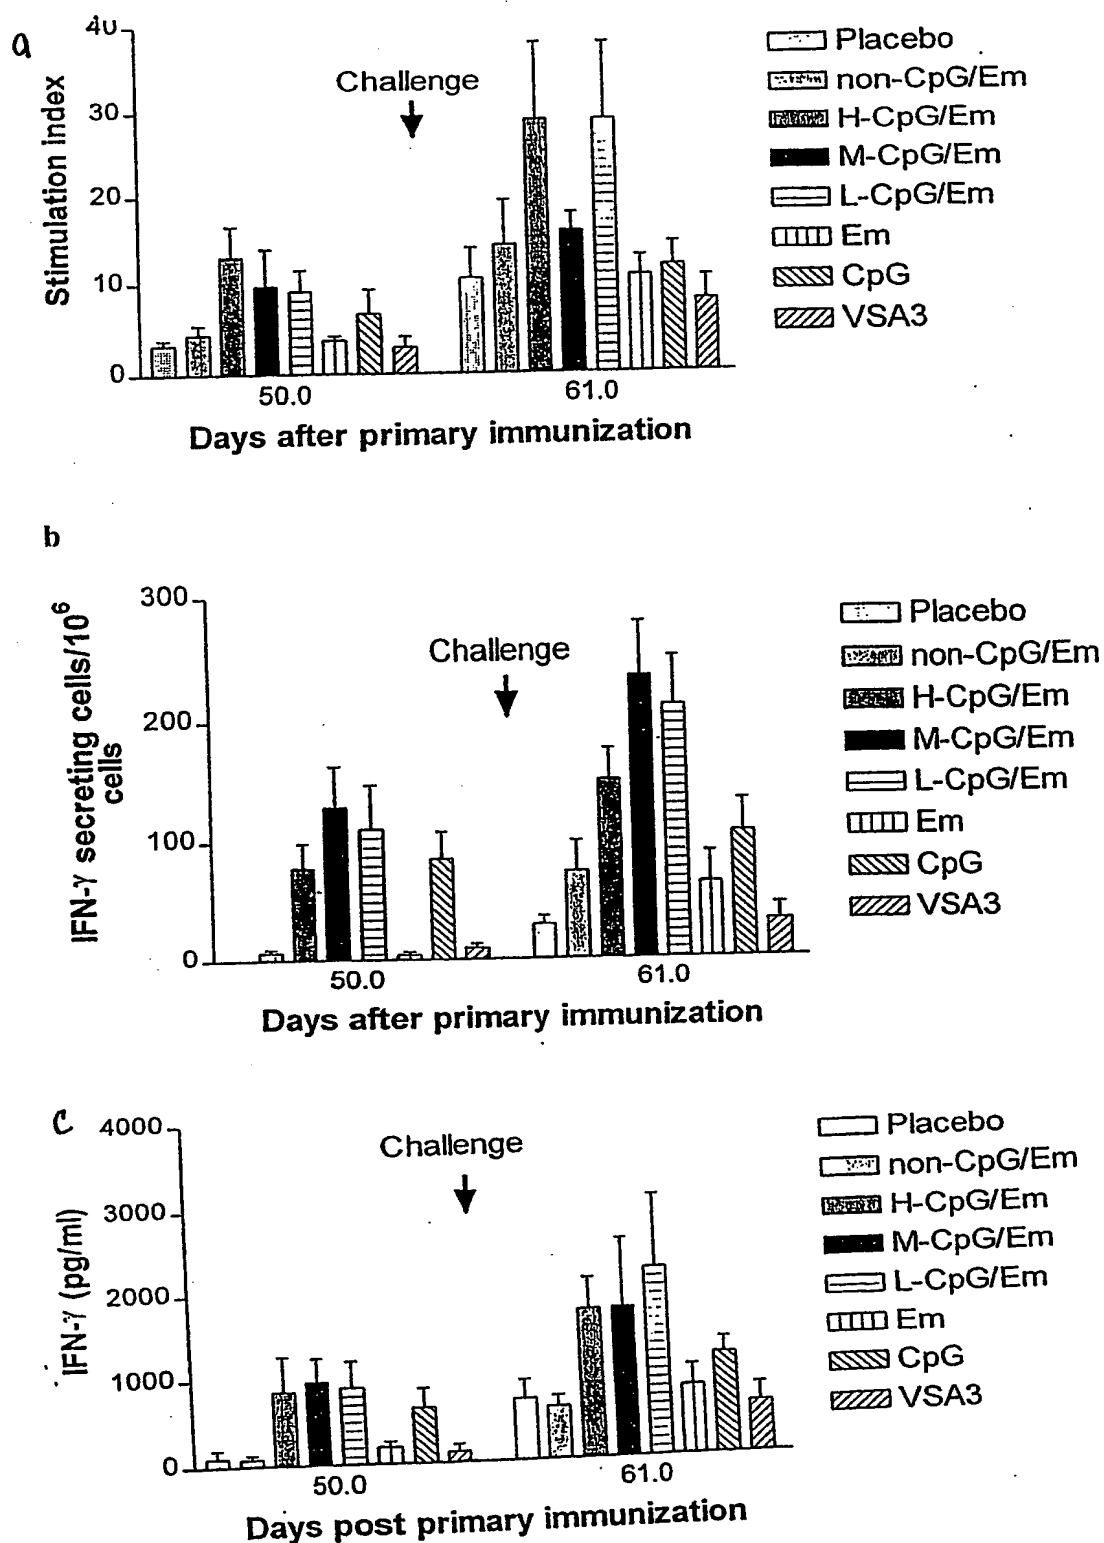 a
40
30
20
10
0
Stimulation index
Challenge
50.0
61.0
Days after primary immunization
Placebo
non-CpG/Em
H-CpG/Em
M-CpG/Em
L-CpG/Em
Em
CpG
VSA3
b
300
200
100
0
IFN-γ secreting cells/10⁶
cells
Challenge
50.0
61.0
Days after primary immunization
Placebo
non-CpG/Em
H-CpG/Em
M-CpG/Em
L-CpG/Em
Em
CpG
VSA3
c
4000
3000
2000
1000
0
IFN-γ (pg/ml)
Challenge
50.0
61.0
Days post primary immunization
Placebo
non-CpG/Em
H-CpG/Em
M-CpG/Em
L-CpG/Em
Em
CpG
VSA3